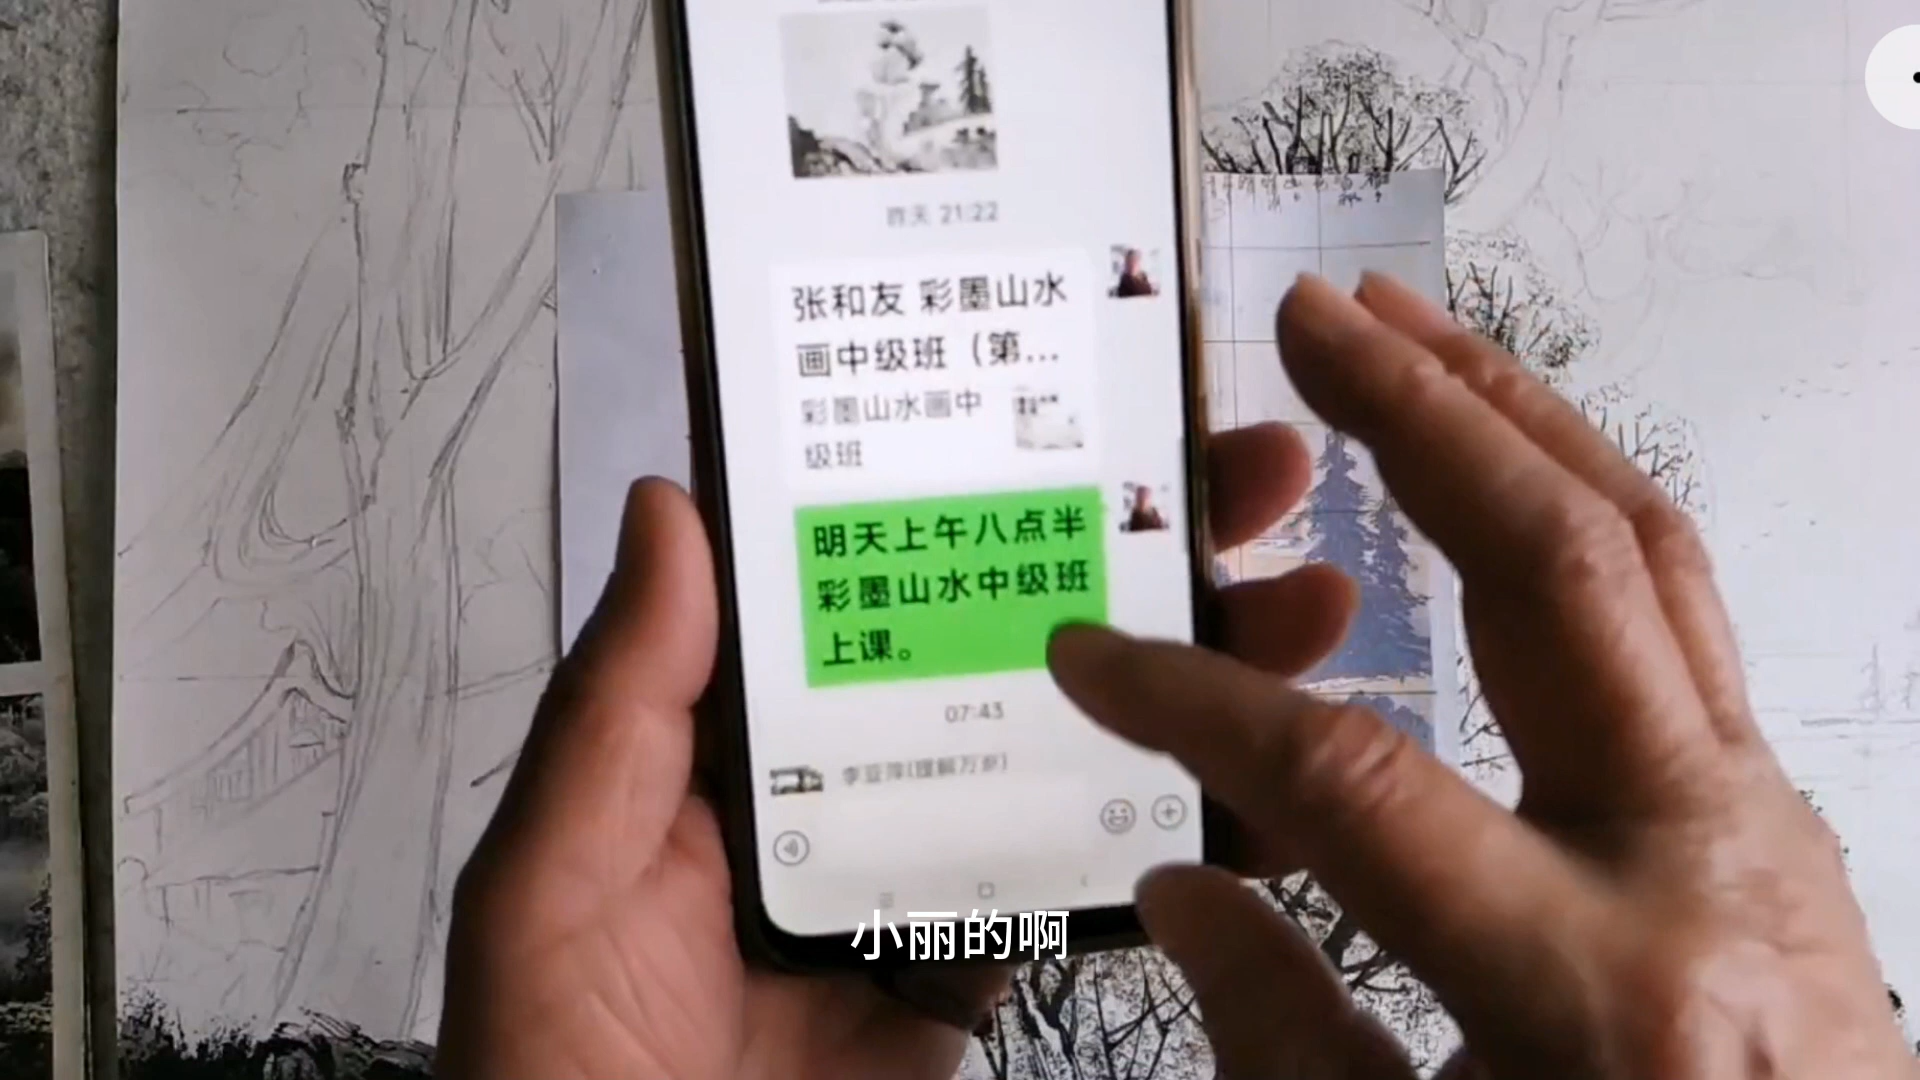 昨天 21:22
张和友 彩墨山水
画中级班（第...
彩墨山水画中
级班
明天上午八点半
彩墨山水中级班
上课。
07:43
小丽的啊